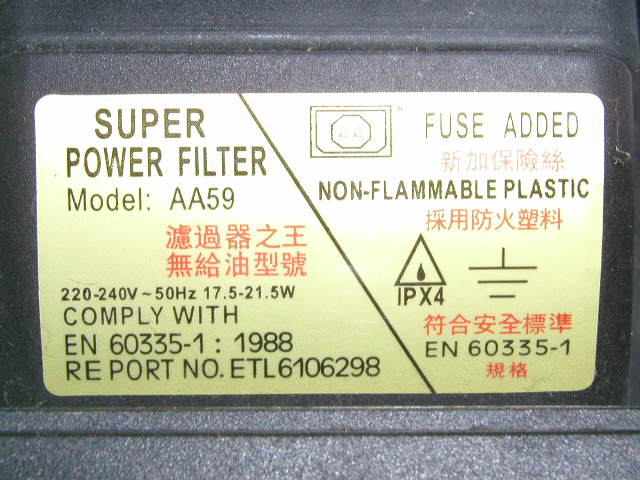 SUPER
POWER FILTER
Model: AA59
濾過器之王
無給油型號
220-240V~50Hz 17.5-21.5W
COMPLY WITH
EN 60335-1 : 1988
REPORT NO. ETL6106298
FUSE ADDED
新加保險絲
NON-FLAMMABLE PLASTIC
採用防火塑料
IPX4
符合安全標準
EN 60335-1
規格